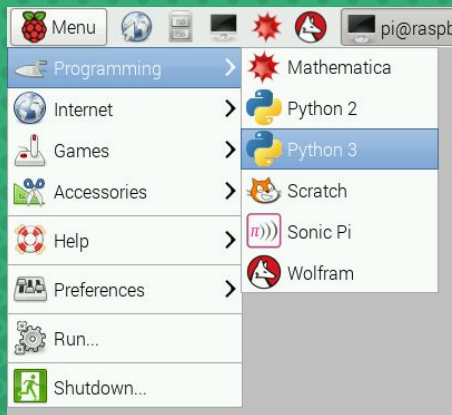 Menu
pi@raspb
Programming
Internet
Games
Accessories
Help
Preferences
Run...
Shutdown...
Mathematica
Python 2
Python 3
Scratch
π)))
Sonic Pi
Wolfram